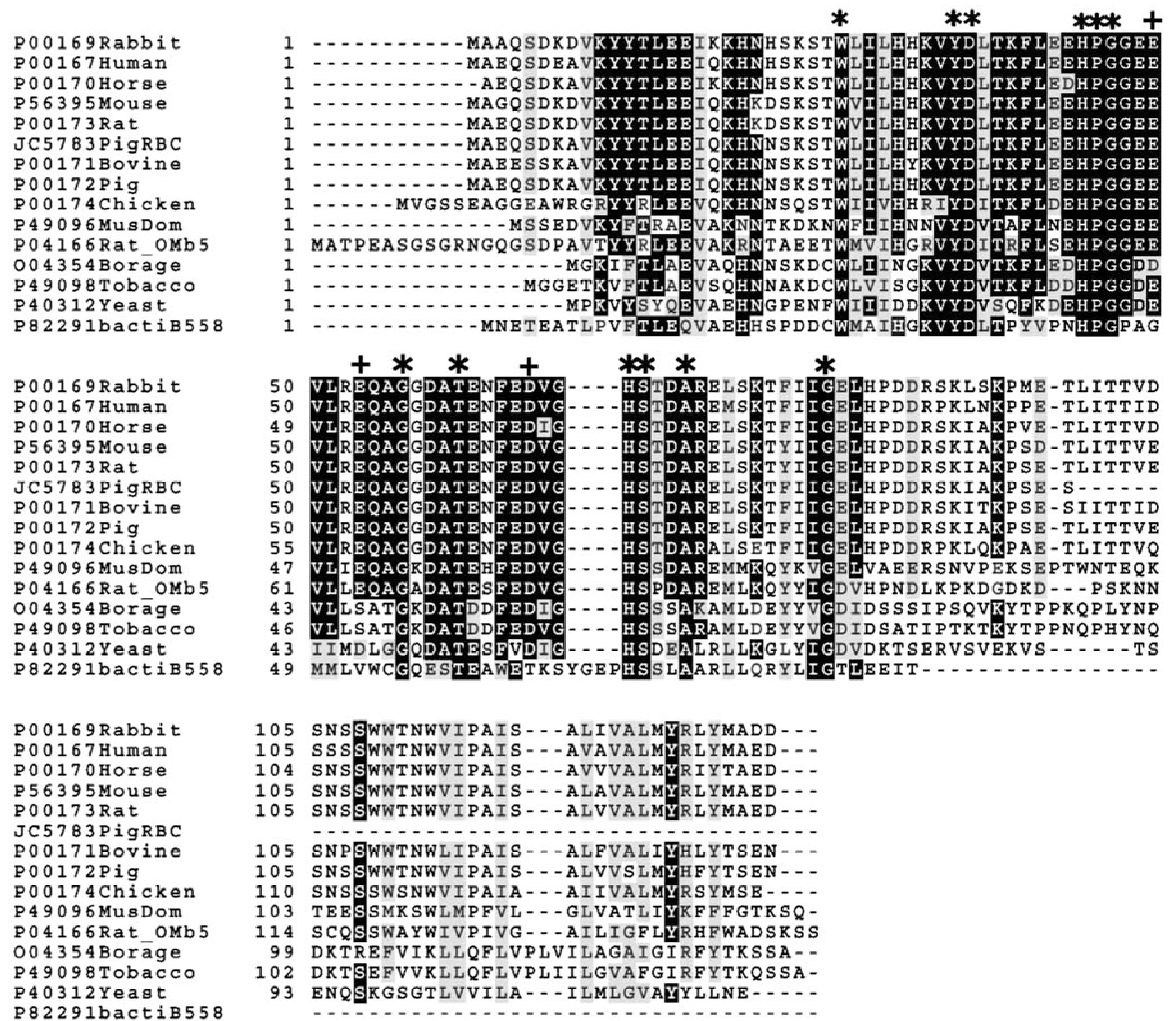 * ** *** +
P00169Rabbit 1 -----------MAAQSDKDVKYYTLEEIKKHNHSKSTWLILHHKVYDLTKFLEEHPGGEE
P00167Human 1 -----------MAEQSDEAVKYYTLEEIQKHNHSKSTWLILHHKVYDLTKFLEEHPGGEE
P00170Horse 1 ------------AEQSDKAVKYYTLEEIKKHNHSKSTWLILHHKVYDLTKFLEDHPGGEE
P56395Mouse 1 -----------MAGQSDKDVKYYTLEEIQKHKDSKSTWVILHHKVYDLTKFLEEHPGGEE
P00173Rat 1 -----------MAEQSDKDVKYYTLEEIQKHKDSKSTWVILHHKVYDLTKFLEEHPGGEE
JC5783PigRBC 1 -----------MAEQSDKAVKYYTLEEIQKHNNSKSTWLILHHKVYDLTKFLEEHPGGEE
P00171Bovine 1 -----------MAEESSKAVKYYTLEEIQKHNNSKSTWLILHYKVYDLTKFLEEHPGGEE
P00172Pig 1 -----------MAEQSDKAVKYYTLEEIQKHNNSKSTWLILHHKVYDLTKFLEEHPGGEE
P00174Chicken 1 ------MVGSSEAGGEAWRGRYYRLEEVQKHNNSQSTWIIVHHRIYDITKFLDEHPGGEE
P49096MusDom 1 --------------MSSEDVKYFTRAEVAKNNTKDKNWFIIHNNVYDVTAFLNEHPGGEE
P04166Rat_OMb5 1 MATPEASGSGRNGQGSDPAVTYYRLEEVAKRNTAEETWMVIHGRVYDITRFLSEHPGGEE
O04354Borage 1 ------------------MGKIFTLAEVAQHNNSKDCWLIINGKVYDVTKFLEDHPGGDD
P49098Tobacco 1 ---------------MGGETKVFTLAEVSQHNNAKDCWLVISGKVYDVTKFLEDHPGGDE
P40312Yeast 1 ------------------MPKVYSYQEVAEHNGPENFWIIIDDKVYDVSQFKDEHPGGDE
P82291bactiB558 1 ------------MNETEATLPVFTLEQVAEHHSPDDCWMAIHGKVYDLTPYVPNHPGPAG
+ * * + ** * *
P00169Rabbit 50 VLREQAGGDATENFEDVG----HSTDARELSKTFIIGELHPDDRSKLSKPME-TLITTVD
P00167Human 50 VLREQAGGDATENFEDVG----HSTDAREMSKTFIIGELHPDDRPKLNKPPE-TLITTID
P00170Horse 49 VLREQAGGDATENFEDIG----HSTDARELSKTFIIGELHPDDRSKIAKPVE-TLITTVD
P56395Mouse 50 VLREQAGGDATENFEDVG----HSTDARELSKTYIIGELHPDDRSKIAKPSE-TLITTVE
P00173Rat 50 VLREQAGGDATENFEDVG----HSTDARELSKTYIIGELHPDDRSKIAKPSE-TLITTVE
JC5783PigRBC 50 VLREQAGGDATENFEDVG----HSTDARELSKTFIIGELHPDDRSKIAKPSE-S------
P00171Bovine 50 VLREQAGGDATENFEDVG----HSTDARELSKTFIIGELHPDDRSKITKPSE-SIITTID
P00172Pig 50 VLREQAGGDATENFEDVG----HSTDARELSKTFIIGELHPDDRSKIAKPSE-TLITTVE
P00174Chicken 55 VLREQAGGDATENFEDVG----HSTDARALSETFIIGELHPDDRPKLQKPAE-TLITTVQ
P49096MusDom 47 VLIEQAGKDATEHFEDVG----HSSDAREMMKQYKVGELVAEERSNVPEKSEPTWNTEQK
P04166Rat_OMb5 61 VLLEQAGADATESFEDVG----HSPDAREMLKQYYIGDVHPNDLKPKDGDKD---PSKNN
O04354Borage 43 VLLSATGKDATDDFEDIG----HSSSAKAMLDEYYVGDIDSSSIPSQVKYTPPKQPLYNP
P49098Tobacco 46 VLLSATGKDATDDFEDVG----HSSSARAMLDEYYVGDIDSATIPTKTKYTPPNQPHYNQ
P40312Yeast 43 IIMDLGGQDATESFVDIG----HSDEALRLLKGLYIGDVDKTSERVSVEKVS------TS
P82291bactiB558 49 MMLVWCGQESTEAWETKSYGEPHSSLAARLLQRYLIGTLEEIT-----------------
P00169Rabbit 105 SNSSWWTNWVIPAIS---ALIVALMYRLYMADD---
P00167Human 105 SSSSWWTNWVIPAIS---AVAVALMYRLYMAED---
P00170Horse 104 SNSSWWTNWVIPAIS---AVVVALMYRIYTAED---
P56395Mouse 105 SNSSWWTNWVIPAIS---ALAVALMYRLYMAED---
P00173Rat 105 SNSSWWTNWVIPAIS---ALVVALMYRLYMAED---
JC5783PigRBC ------------------------------------
P00171Bovine 105 SNPSWWTNWLIPAIS---ALFVALIYHLYTSEN---
P00172Pig 105 SNSSWWTNWVIPAIS---ALVVSLMYHFYTSEN---
P00174Chicken 110 SNSSSWSNWVIPAIA---AIIVALMYRSYMSE----
P49096MusDom 103 TEESSMKSWLMPFVL---GLVATLIYKFFFGTKSQ-
P04166Rat_OMb5 114 SCQSSWAYWIVPIVG---AILIGFLYRHFWADSKSS
O04354Borage 99 DKTREFVIKLLQFLVPLVILAGAIGIRFYTKSSA--
P49098Tobacco 102 DKTSEFVVKLLQFLVPLIILGVAFGIRFYTKQSSA-
P40312Yeast 93 ENQSKGSGTLVVILA---ILMLGVAYYLLNE-----
P82291bactiB558 ------------------------------------